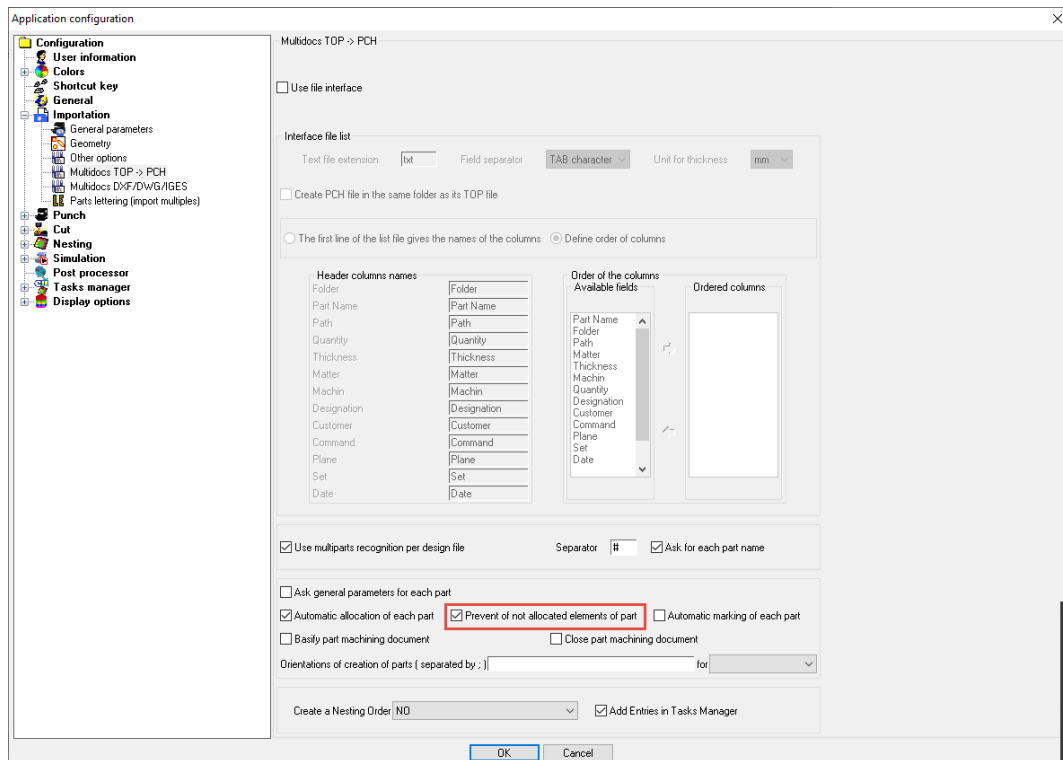 Application configuration
Configuration
User information
Colors
Shortcut key
General
Importation
General parameters
Geometry
Other options
Multidocs TOP -> PCH
Multidocs DXF/DWG/IGES
Parts lettering (import multiples)
Punch
Cut
Nesting
Simulation
Post processor
Tasks manager
Display options
Multidocs TOP -> PCH
Use file interface
Interface file list
Text file extension txt Field separator TAB character Unit for thickness mm
Create PCH file in the same folder as its TOP file
The first line of the list file gives the names of the columns Define order of columns
Header columns names
Folder Folder
Part Name Part Name
Path Path
Quantity Quantity
Thickness Thickness
Matter Matter
Machin Machin
Designation Designation
Customer Customer
Command Command
Plane Plane
Set Set
Date Date
Order of the columns
Available fields Ordered columns
Part Name
Folder
Path
Matter
Thickness
Machin
Quantity
Designation
Customer
Command
Plane
Set
Date
Use multiparts recognition per design file Separator # Ask for each part name
Ask general parameters for each part
Automatic allocation of each part Prevent of not allocated elements of part Automatic marking of each part
Basify part machining document Close part machining document
Orientations of creation of parts ( separated by ; ) for
Create a Nesting Order NO Add Entries in Tasks Manager
OK Cancel